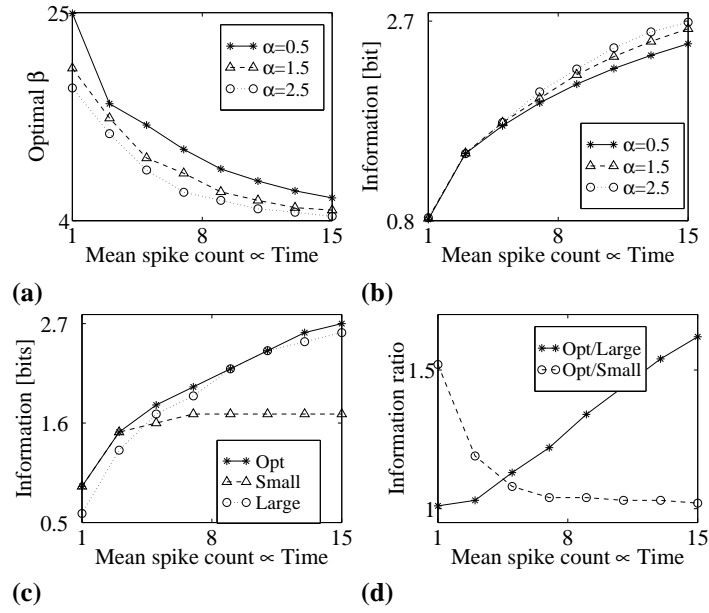 25
α=0.5
α=1.5
α=2.5
Optimal β
4
1
8
15
Mean spike count ∝ Time
(a)
2.7
Information [bit]
α=0.5
α=1.5
α=2.5
0.8
1
8
15
Mean spike count ∝ Time
(b)
2.7
Information [bits]
1.6
Opt
Small
Large
0.5
1
8
15
Mean spike count ∝ Time
(c)
Opt/Large
Opt/Small
1.5
Information ratio
1
1
8
15
Mean spike count ∝ Time
(d)